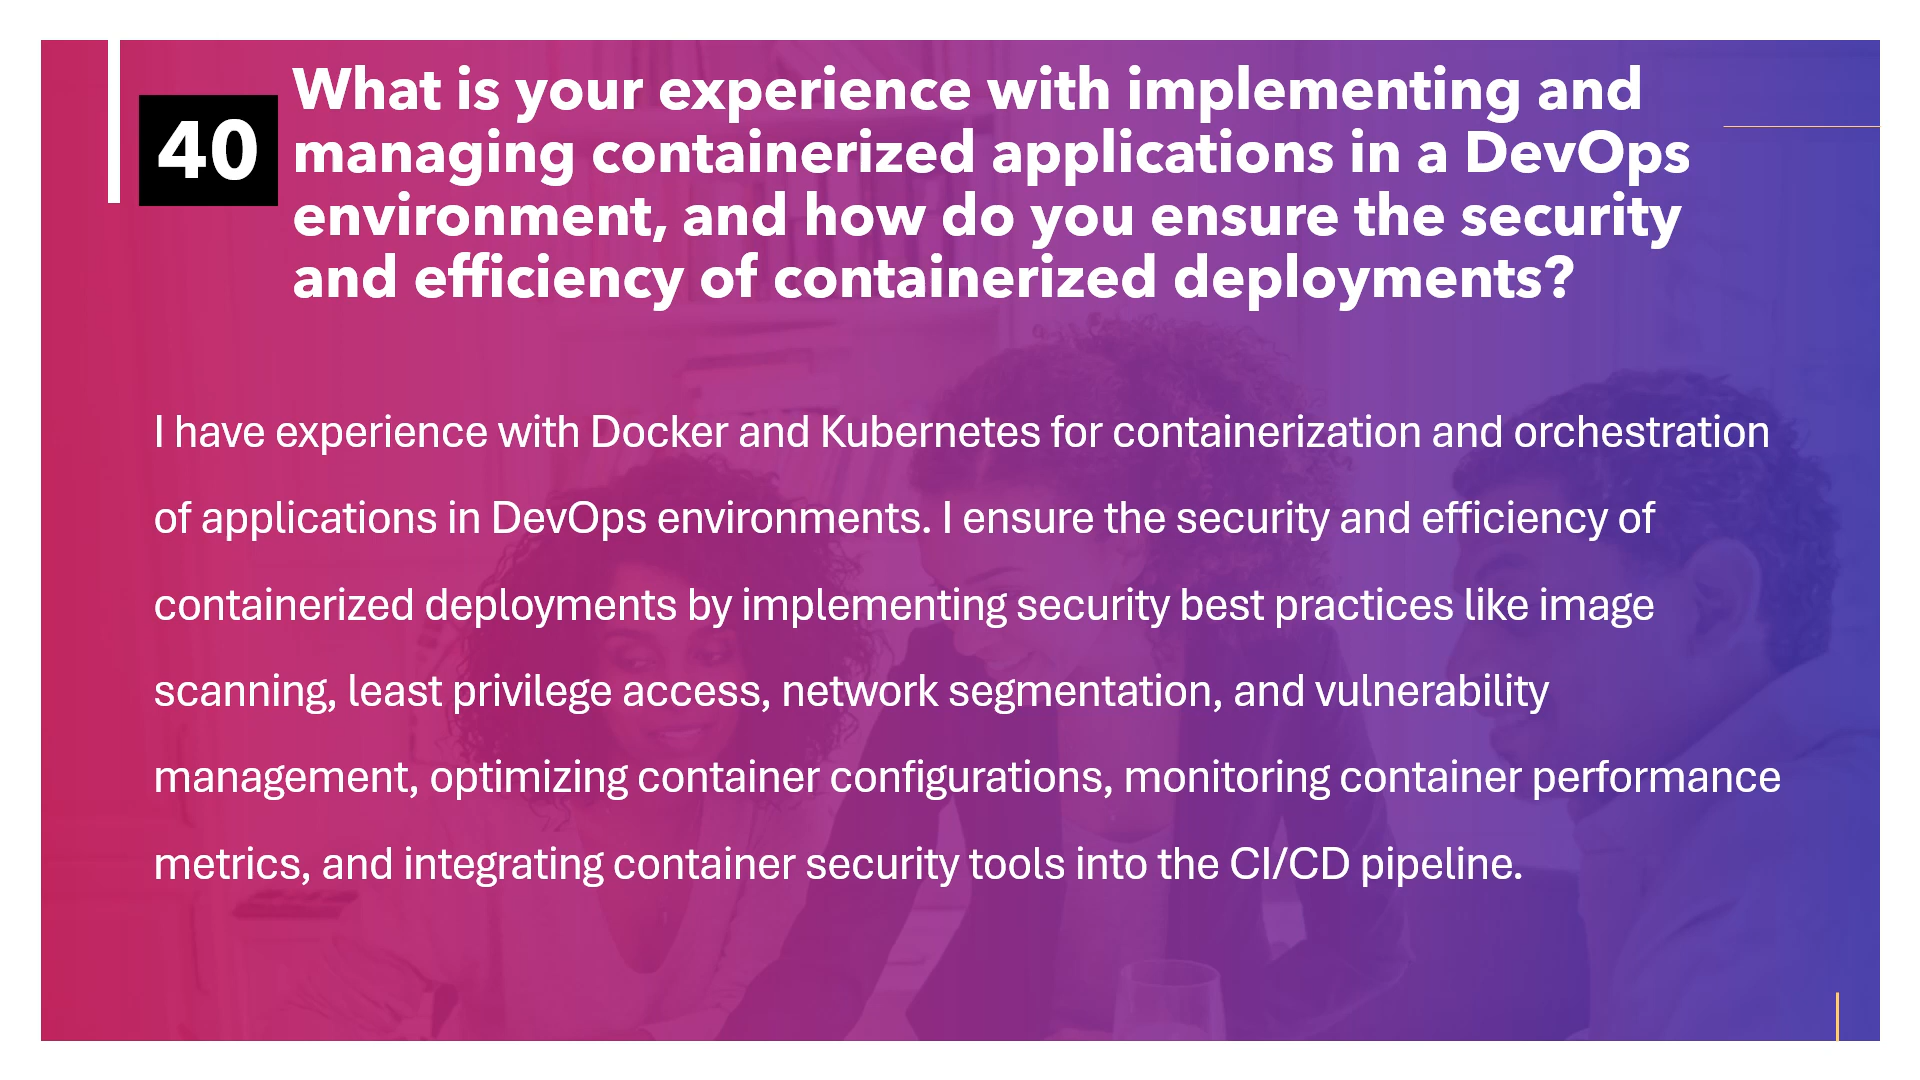 40
What is your experience with implementing and
managing containerized applications in a DevOps
environment, and how do you ensure the security
and efficiency of containerized deployments?
I have experience with Docker and Kubernetes for containerization and orchestration
of applications in DevOps environments. I ensure the security and efficiency of
containerized deployments by implementing security best practices like image
scanning, least privilege access, network segmentation, and vulnerability
management, optimizing container configurations, monitoring container performance
metrics, and integrating container security tools into the CI/CD pipeline.